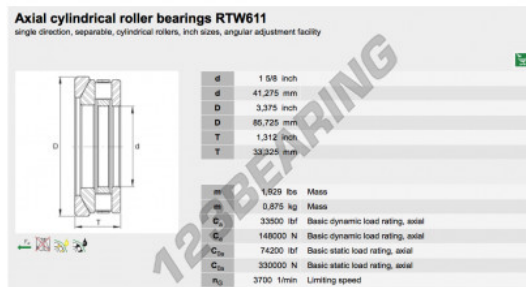 Axial cylindrical roller bearings RTW611
single direction, separable, cylindrical rollers, inch sizes, angular adjustment facility
d 1 5/8 inch
d 41,275 mm
D 3,375 inch
D 85,725 mm
T 1,312 inch
T 33,325 mm
D d
T
m 1,929 lbs Mass
m 0,875 kg Mass
Ca 33500 lbf Basic dynamic load rating, axial
Ca 148000 N Basic dynamic load rating, axial
C0a 74200 lbf Basic static load rating, axial
C0a 330000 N Basic static load rating, axial
nG 3700 1/min Limiting speed
123BEARING